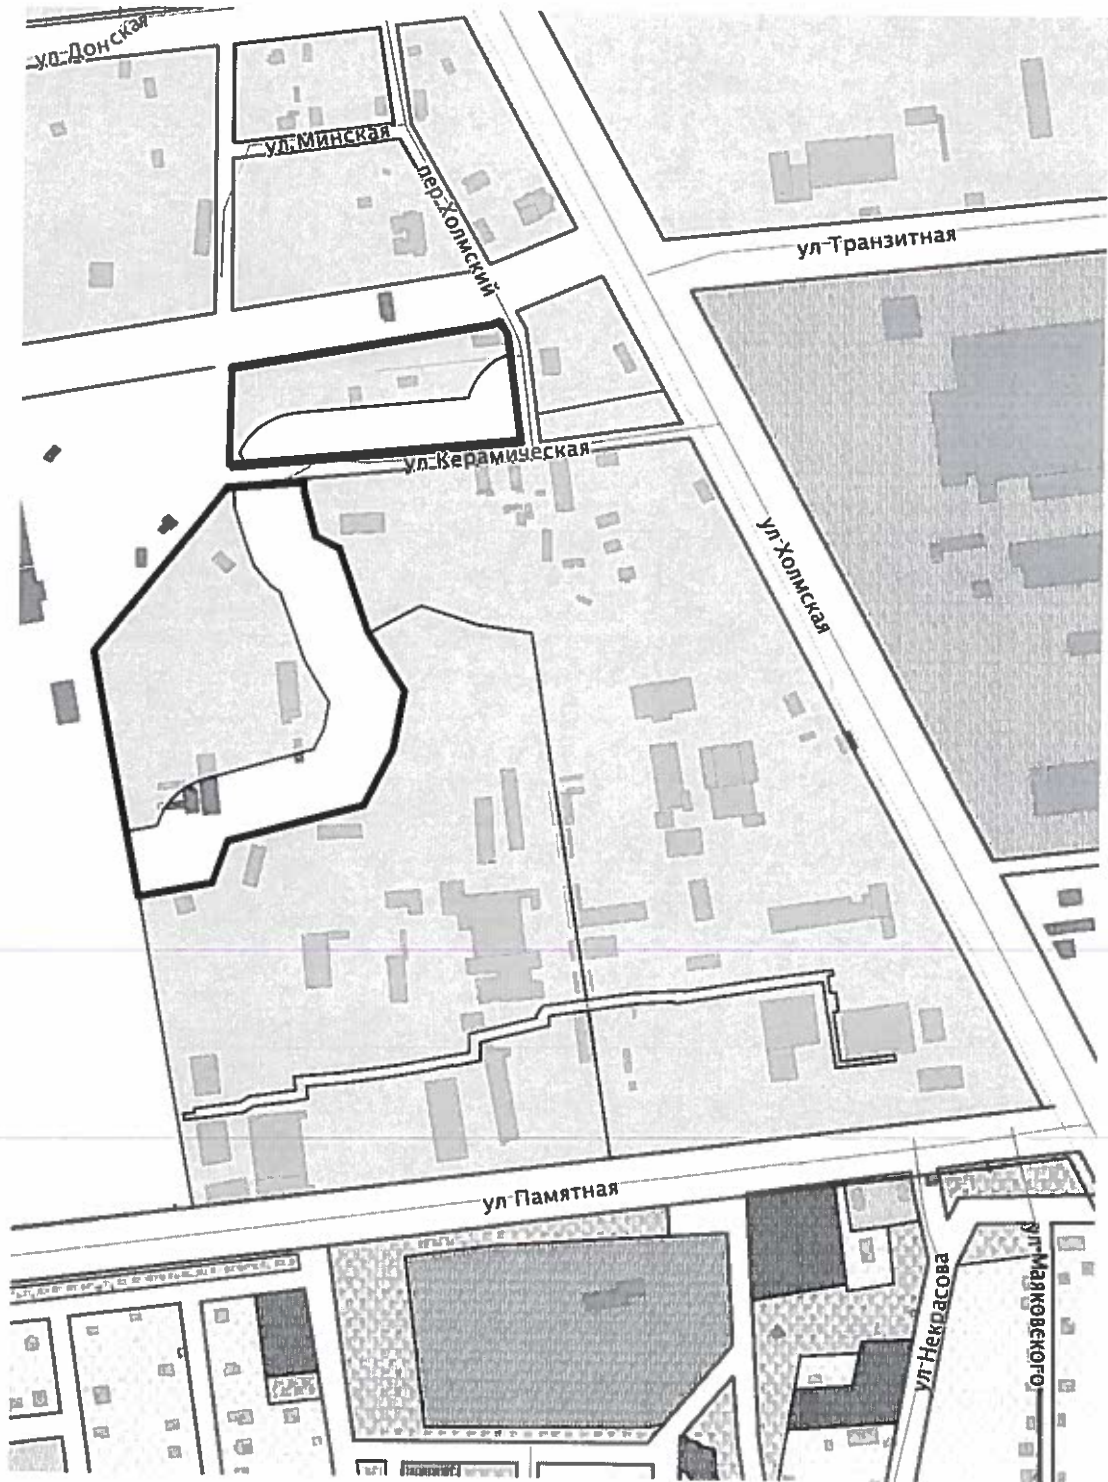 ул Донская
ул Минская
пер Холмский
ул Транзитная
ул Керамическая
ул Холмская
ул Памятная
ул Некрасова
ул Маяковского